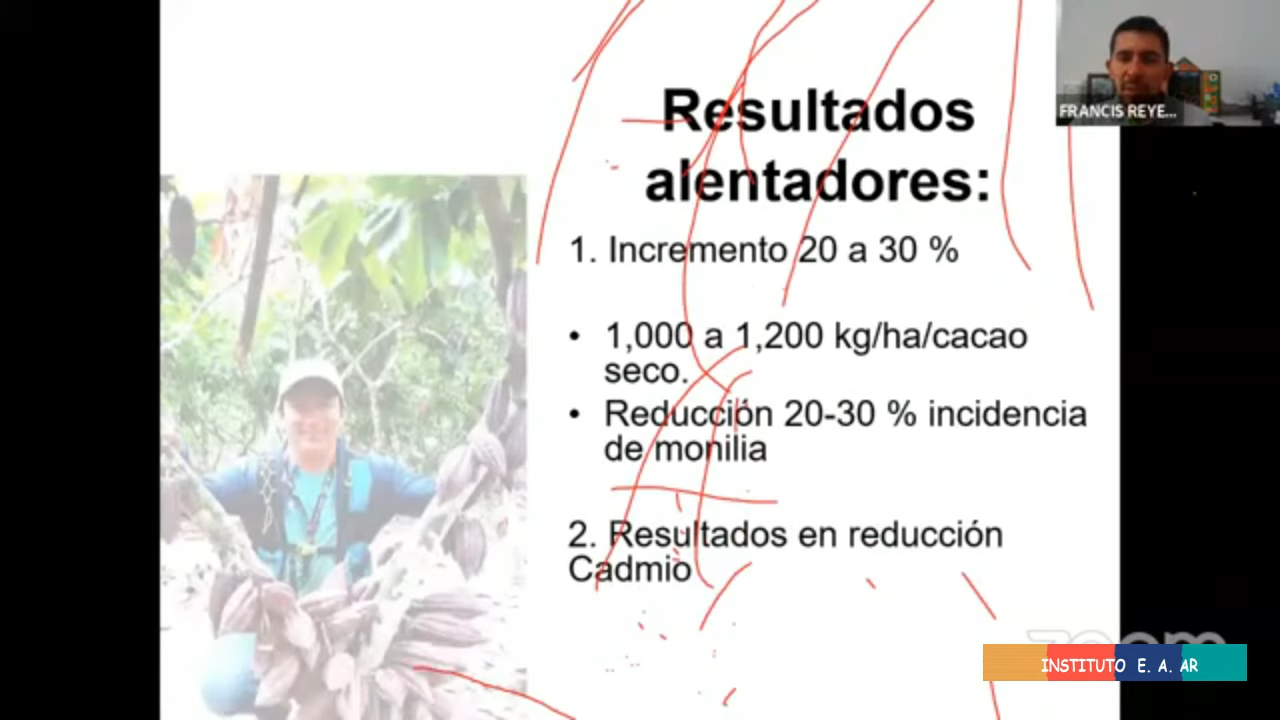 Resultados
alentadores:
FRANCIS REYE...
1. Incremento 20 a 30 %
• 1,000 a 1,200 kg/ha/cacao
seco.
• Reducción 20-30 % incidencia
de monilia
2. Resultados en reducción
Cadmio
zoom
INSTITUTO E. A. AR